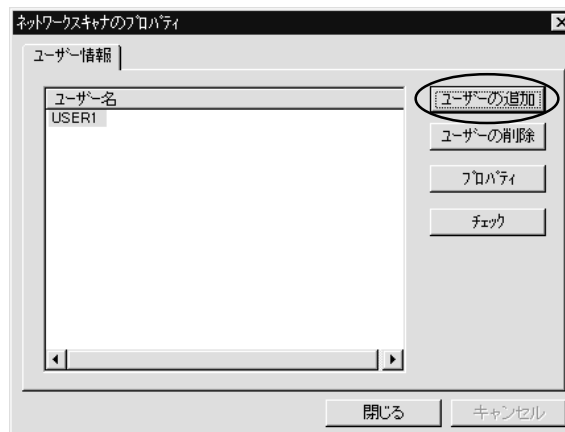 ﾈｯﾄﾜｰｸｽｷｬﾅのﾌﾟﾛﾊﾟﾃｨ
ユーザー情報
ユーザー名
USER1
ユーザーの追加
ユーザーの削除
ﾌﾟﾛﾊﾟﾃｨ
ﾁｪｯｸ
閉じる
キャンセル